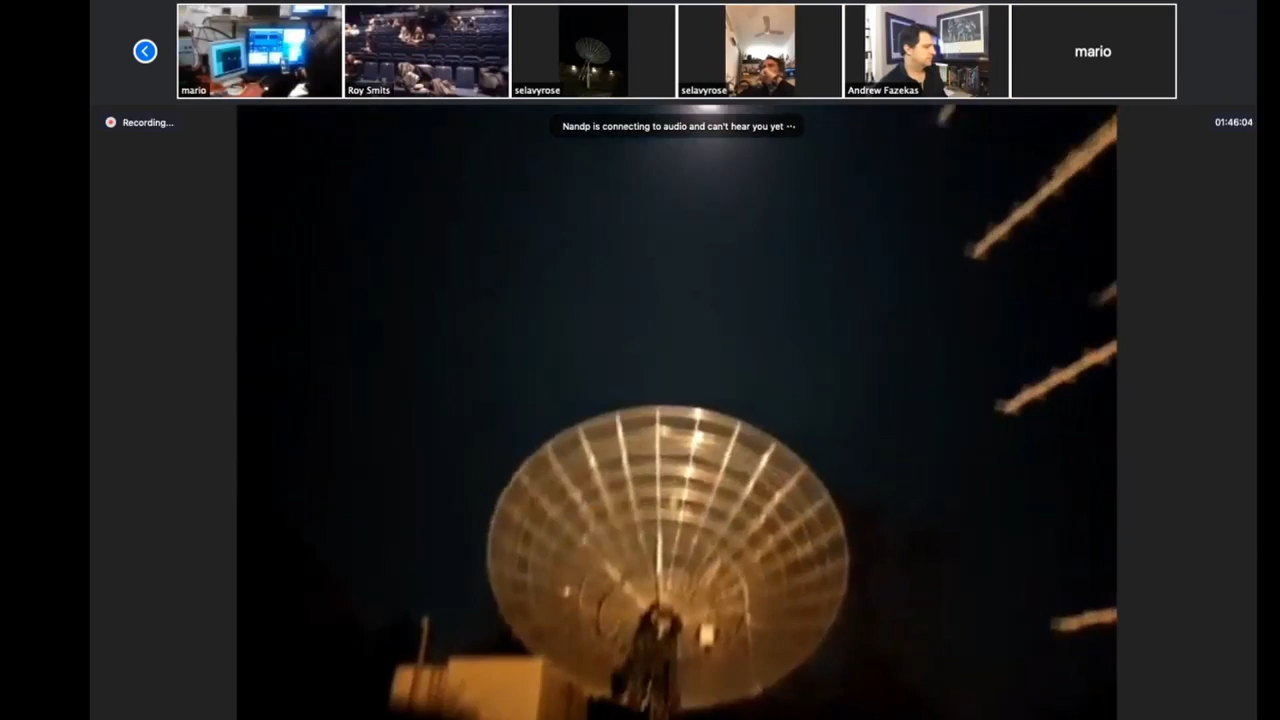 mario
Roy Smits
selavyrose
selavyrose
Andrew Fazekas
mario
Recording...
Nandp is connecting to audio and can't hear you yet ···
01:46:04